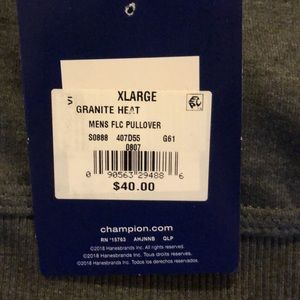 XLARGE
GRANITE HEAT
MENS FLC PULLOVER
S0888 407D55 G61
0807
0 90563 29488 6
$40.00
champion.com
RN 15763 AHJNNB QLP
©2018 Hanesbrands Inc. All rights reserved.
©2018 Hanesbrands Inc. Tous droits réservés.
©2018 Hanesbrands Inc. Todos los derechos reservados.